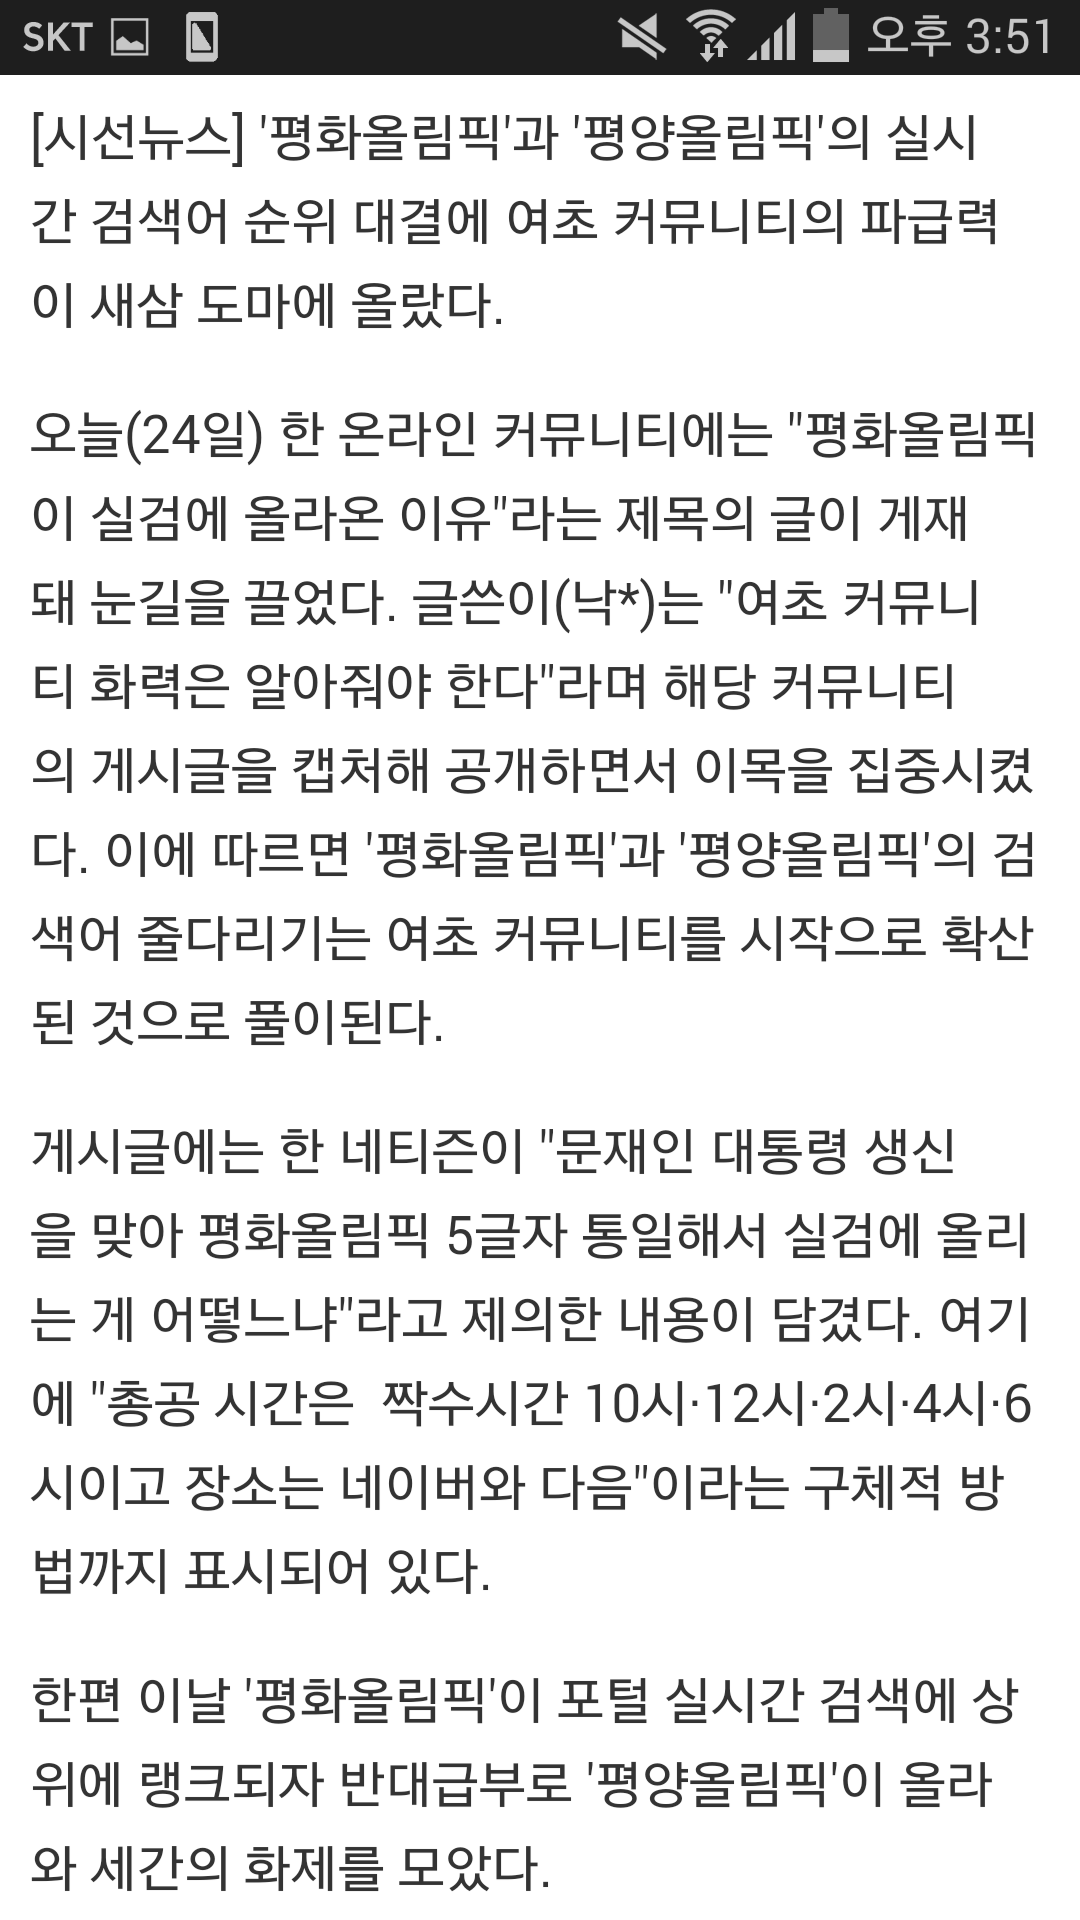 SKT 오후 3:51
[시선뉴스] '평화올림픽'과 '평양올림픽'의 실시
간 검색어 순위 대결에 여초 커뮤니티의 파급력
이 새삼 도마에 올랐다.
오늘(24일) 한 온라인 커뮤니티에는 "평화올림픽
이 실검에 올라온 이유"라는 제목의 글이 게재
돼 눈길을 끌었다. 글쓴이(낙*)는 "여초 커뮤니
티 화력은 알아줘야 한다"라며 해당 커뮤니티
의 게시글을 캡처해 공개하면서 이목을 집중시켰
다. 이에 따르면 '평화올림픽'과 '평양올림픽'의 검
색어 줄다리기는 여초 커뮤니티를 시작으로 확산
된 것으로 풀이된다.
게시글에는 한 네티즌이 "문재인 대통령 생신
을 맞아 평화올림픽 5글자 통일해서 실검에 올리
는 게 어떻느냐"라고 제의한 내용이 담겼다. 여기
에 "총공 시간은  짝수시간 10시·12시·2시·4시·6
시이고 장소는 네이버와 다음"이라는 구체적 방
법까지 표시되어 있다.
한편 이날 '평화올림픽'이 포털 실시간 검색에 상
위에 랭크되자 반대급부로 '평양올림픽'이 올라
와 세간의 화제를 모았다.